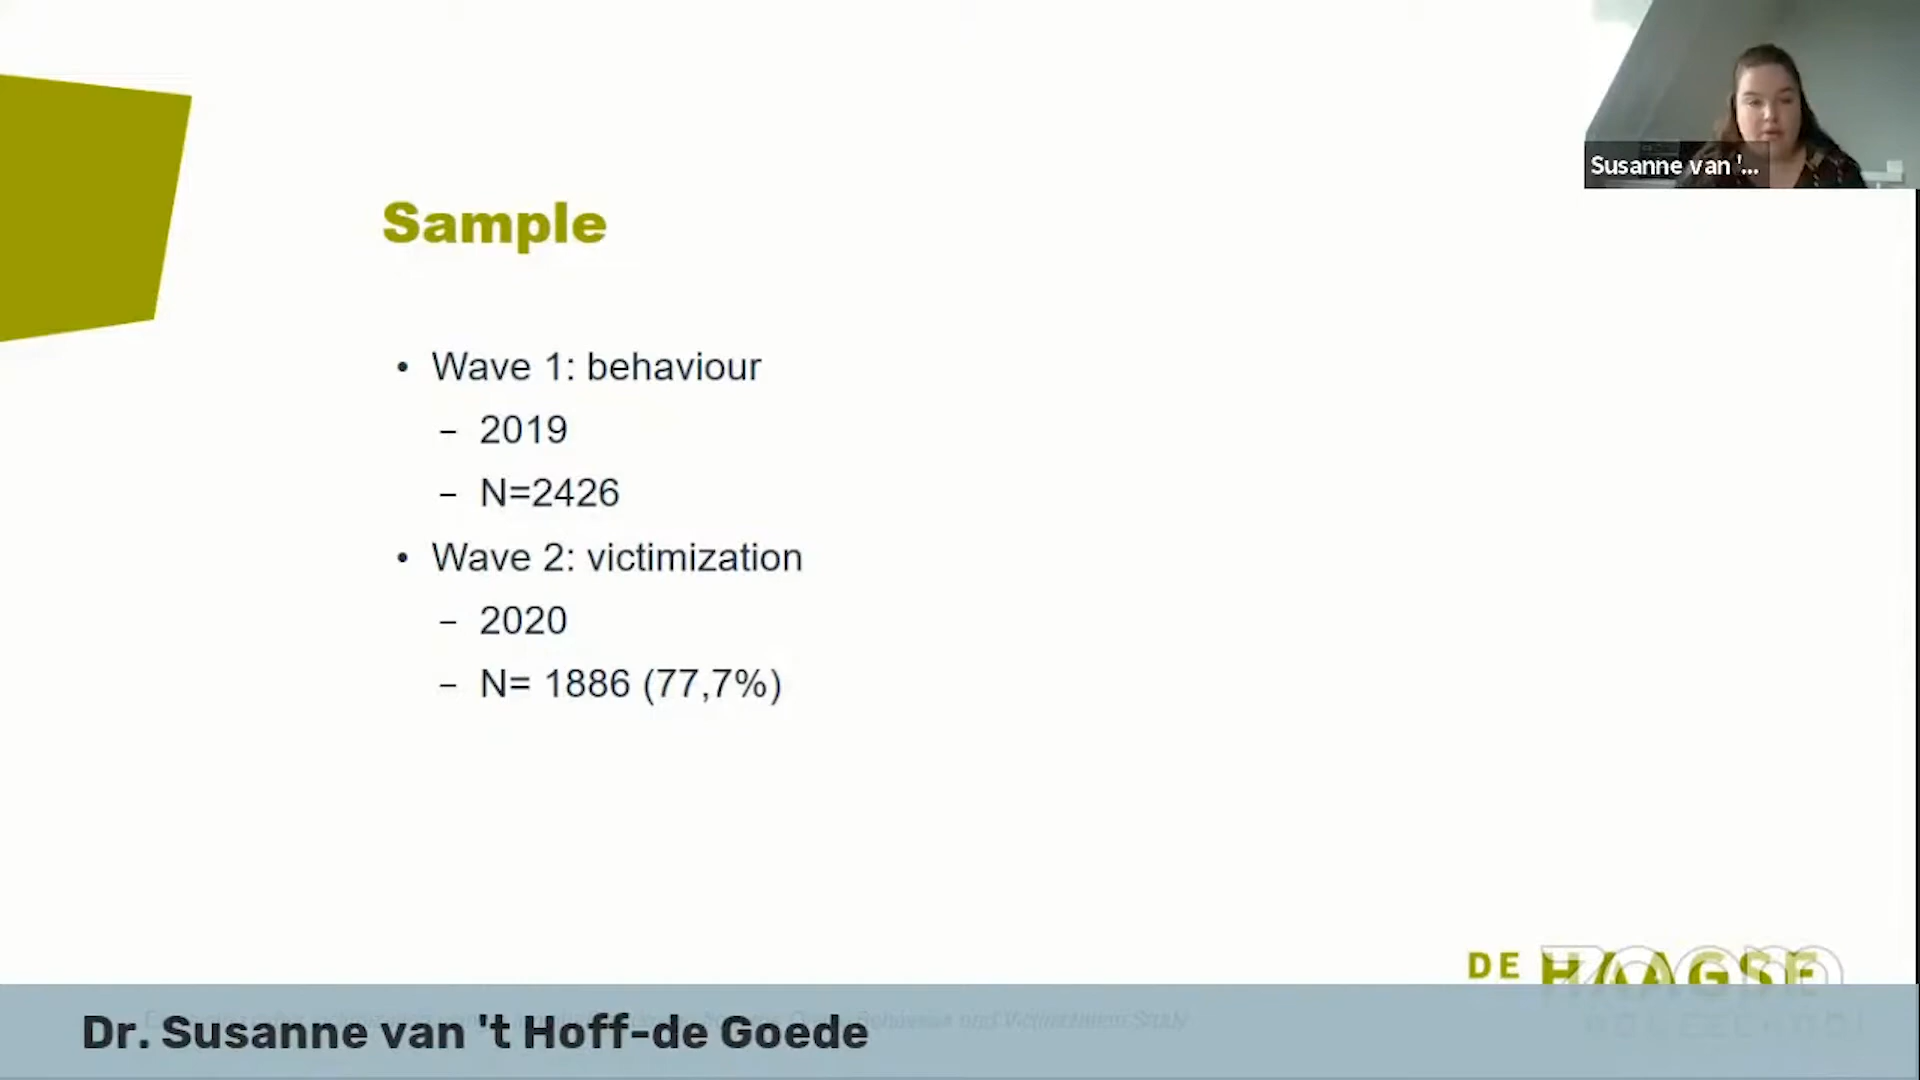 Susanne van '...
Sample
• Wave 1: behaviour
– 2019
– N=2426
• Wave 2: victimization
– 2020
– N= 1886 (77,7%)
DE HAAGSE
zoom
Dr. Susanne van 't Hoff-de Goede